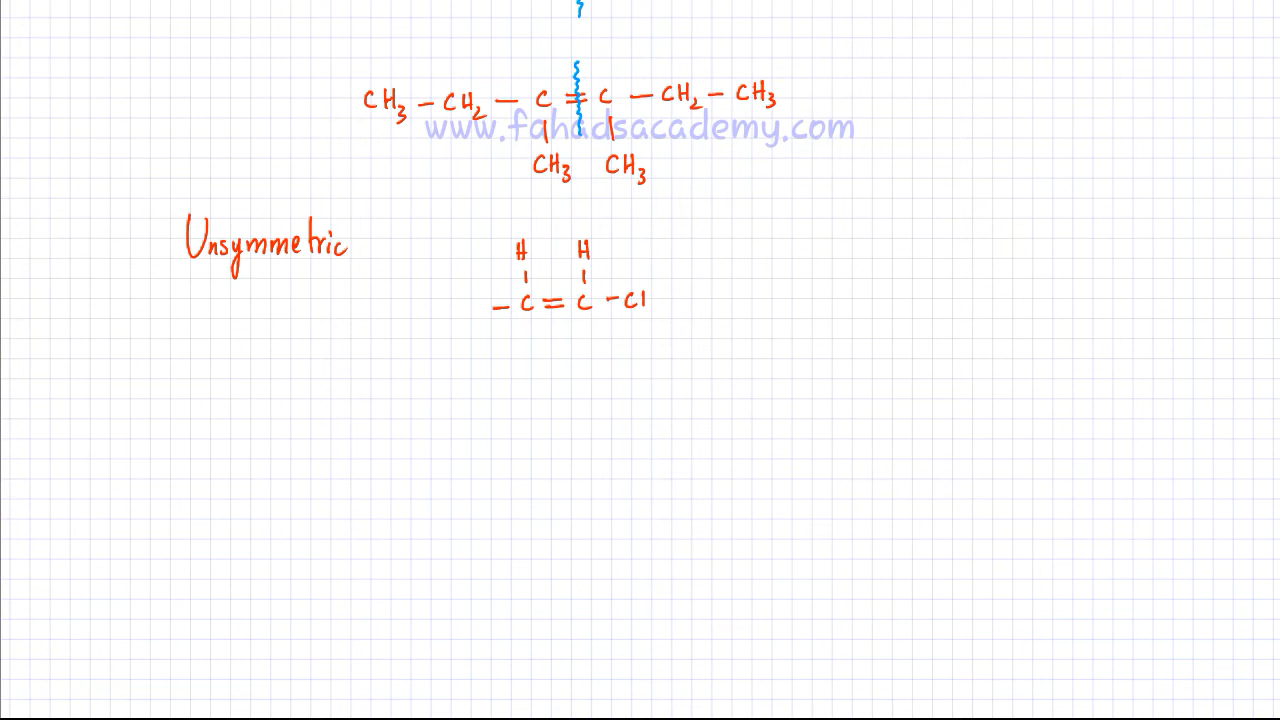 CH3 – CH2 — C = C — CH2 – CH3
www.fahadsacademy.com
CH3 CH3
Unsymmetric
H H
– C = C – Cl